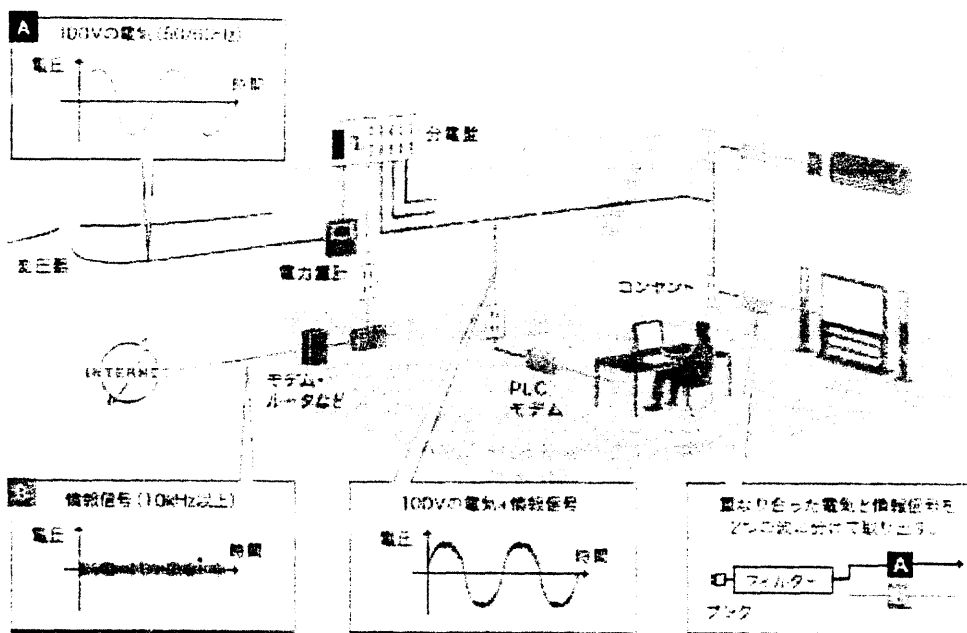 A
100Vの電気(50/60Hz)
電圧
時間
分電盤
変圧器
電力量計
コンセント
INTERNET
モデム・
ルータなど
PLC
モデム
B
情報信号(10kHz以上)
電圧
時間
100Vの電気+情報信号
電圧
時間
重なり合った電気と情報信号を
2つの波に分けて取り出す。
フィルター
A
プラグ